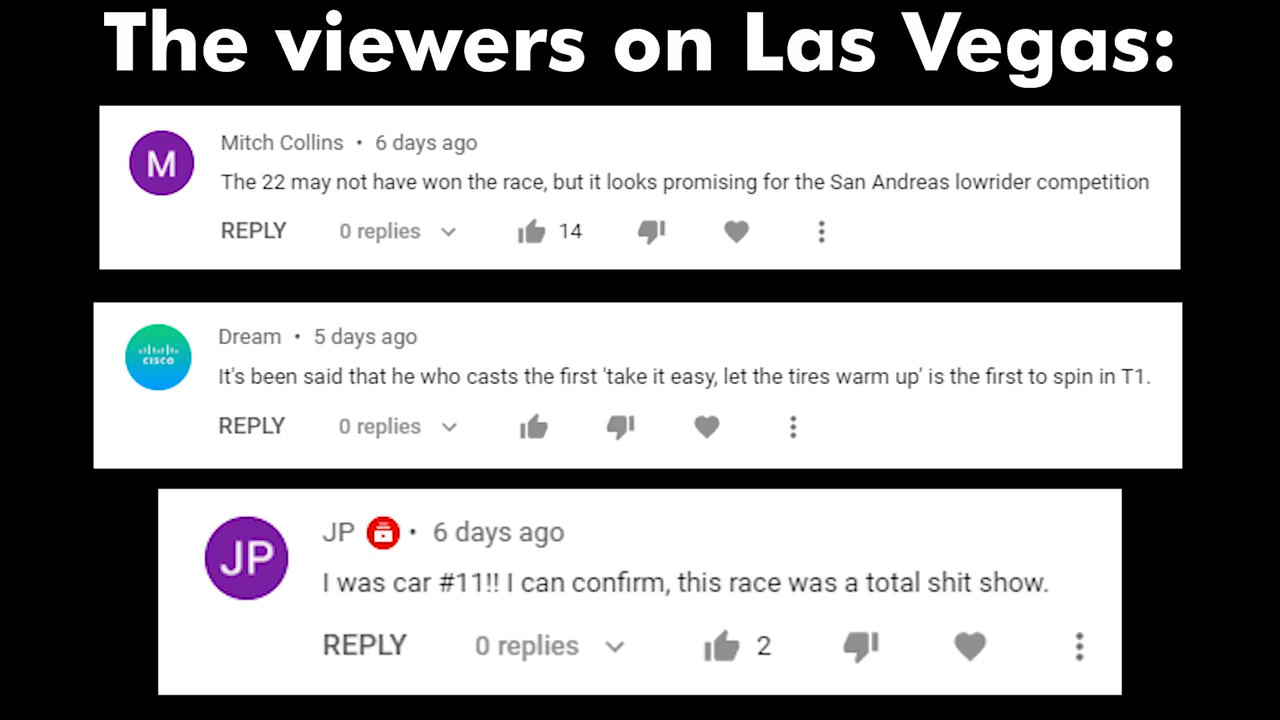 The viewers on Las Vegas:
M
Mitch Collins • 6 days ago
The 22 may not have won the race, but it looks promising for the San Andreas lowrider competition
REPLY 0 replies 14
cisco
Dream • 5 days ago
It's been said that he who casts the first 'take it easy, let the tires warm up' is the first to spin in T1.
REPLY 0 replies
JP
JP • 6 days ago
I was car #11!! I can confirm, this race was a total shit show.
REPLY 0 replies 2